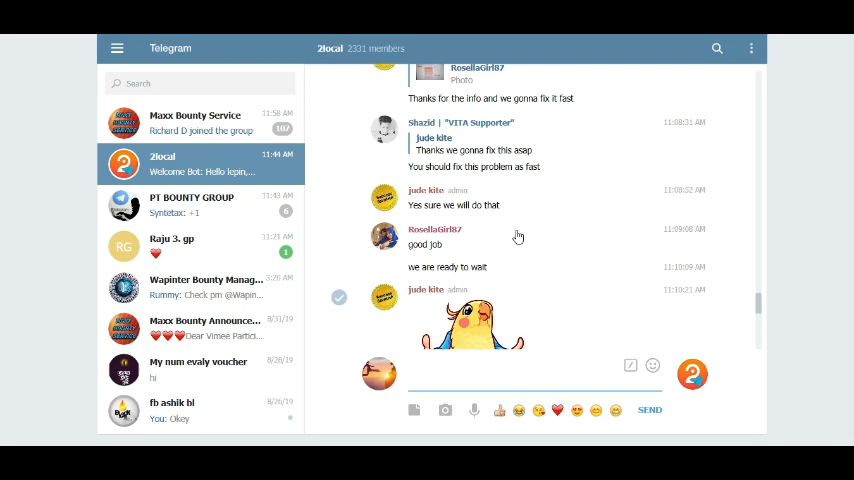 Telegram
2local 2331 members
Search
Maxx Bounty Service 11:58 AM
Richard D joined the group 107
2local 11:44 AM
Welcome Bot: Hello lepin,...
PT BOUNTY GROUP 11:43 AM
Syntetax: +1 6
RG Raju 3. gp 11:21 AM
1
Wapinter Bounty Manag... 3:20 AM
Rummy: Check pm @Wapin...
Maxx Bounty Announce... 8/31/19
Dear Vimee Partici...
My num evaly voucher 8/28/19
hi
fb ashik bl 8/26/19
You: Okey
RosellaGirl87
Photo
Thanks for the info and we gonna fix it fast
Shazid | "VITA Supporter" 11:08:31 AM
jude kite
Thanks we gonna fix this asap
You should fix this problem as fast
jude kite admin 11:08:52 AM
Yes sure we will do that
RosellaGirl87 11:09:08 AM
good job
we are ready to wait 11:10:09 AM
jude kite admin 11:10:21 AM
SEND